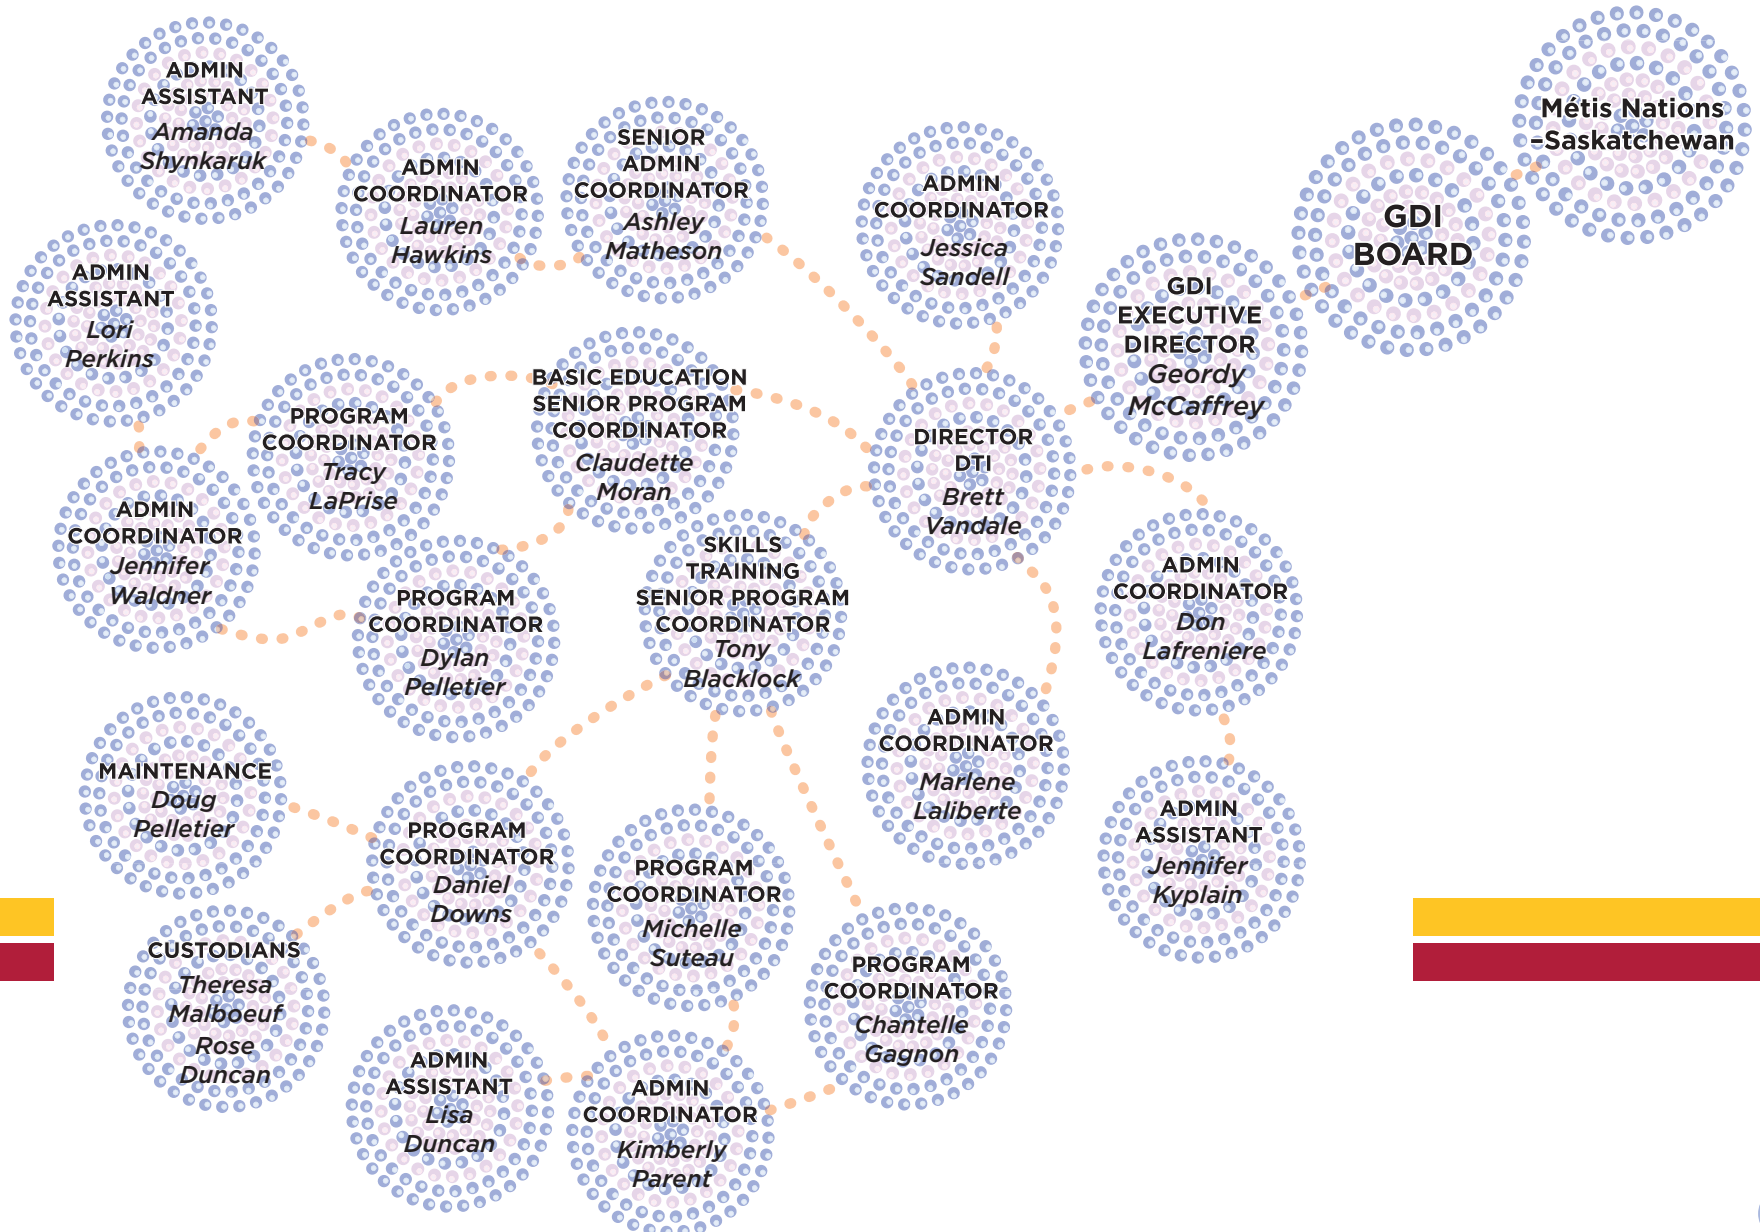 ADMIN
ASSISTANT
Amanda
Shynkaruk
ADMIN
COORDINATOR
Lauren
Hawkins
SENIOR
ADMIN
COORDINATOR
Ashley
Matheson
ADMIN
COORDINATOR
Jessica
Sandell
Métis Nations
–Saskatchewan
GDI
BOARD
GDI
EXECUTIVE
DIRECTOR
Geordy
McCaffrey
ADMIN
ASSISTANT
Lori
Perkins
PROGRAM
COORDINATOR
Tracy
LaPrise
BASIC EDUCATION
SENIOR PROGRAM
COORDINATOR
Claudette
Moran
DIRECTOR
DTI
Brett
Vandale
ADMIN
COORDINATOR
Jennifer
Waldner
PROGRAM
COORDINATOR
Dylan
Pelletier
SKILLS
TRAINING
SENIOR PROGRAM
COORDINATOR
Tony
Blacklock
ADMIN
COORDINATOR
Don
Lafreniere
ADMIN
COORDINATOR
Marlene
Laliberte
MAINTENANCE
Doug
Pelletier
PROGRAM
COORDINATOR
Daniel
Downs
PROGRAM
COORDINATOR
Michelle
Suteau
ADMIN
ASSISTANT
Jennifer
Kyplain
CUSTODIANS
Theresa
Malboeuf
Rose
Duncan
PROGRAM
COORDINATOR
Chantelle
Gagnon
ADMIN
ASSISTANT
Lisa
Duncan
ADMIN
COORDINATOR
Kimberly
Parent